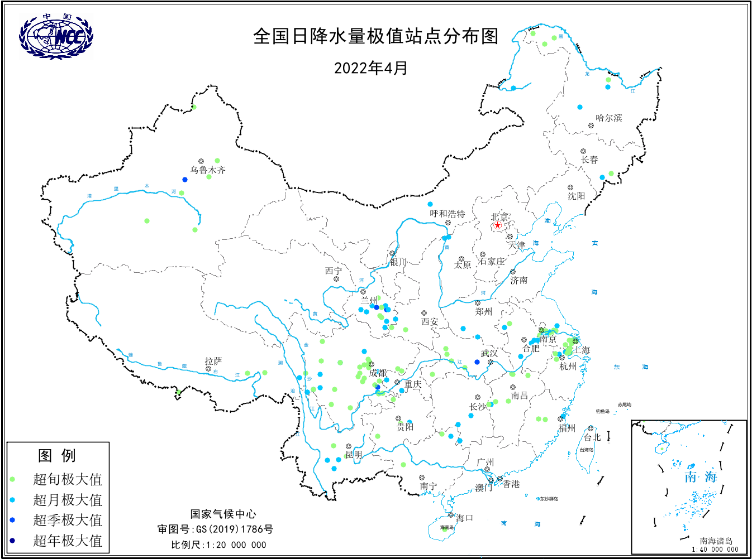 中国
NCC
全国日降水量极值站点分布图
2022年4月
哈尔滨
长春
乌鲁木齐
沈阳
呼和浩特
北京
天津
银川
石家庄
太原
西宁
济南
兰州
郑州
西安
南京
合肥
上海
武汉
拉萨
杭州
成都
重庆
南昌
长沙
贵阳
福州
台北
昆明
广州
南宁
澳门
香港
海口
图 例
超旬极大值
超月极大值
超季极大值
超年极大值
国家气候中心
审图号:GS(2019)1786号
比例尺:1:20 000 000
南 海
南海诸岛
1:40 000 000